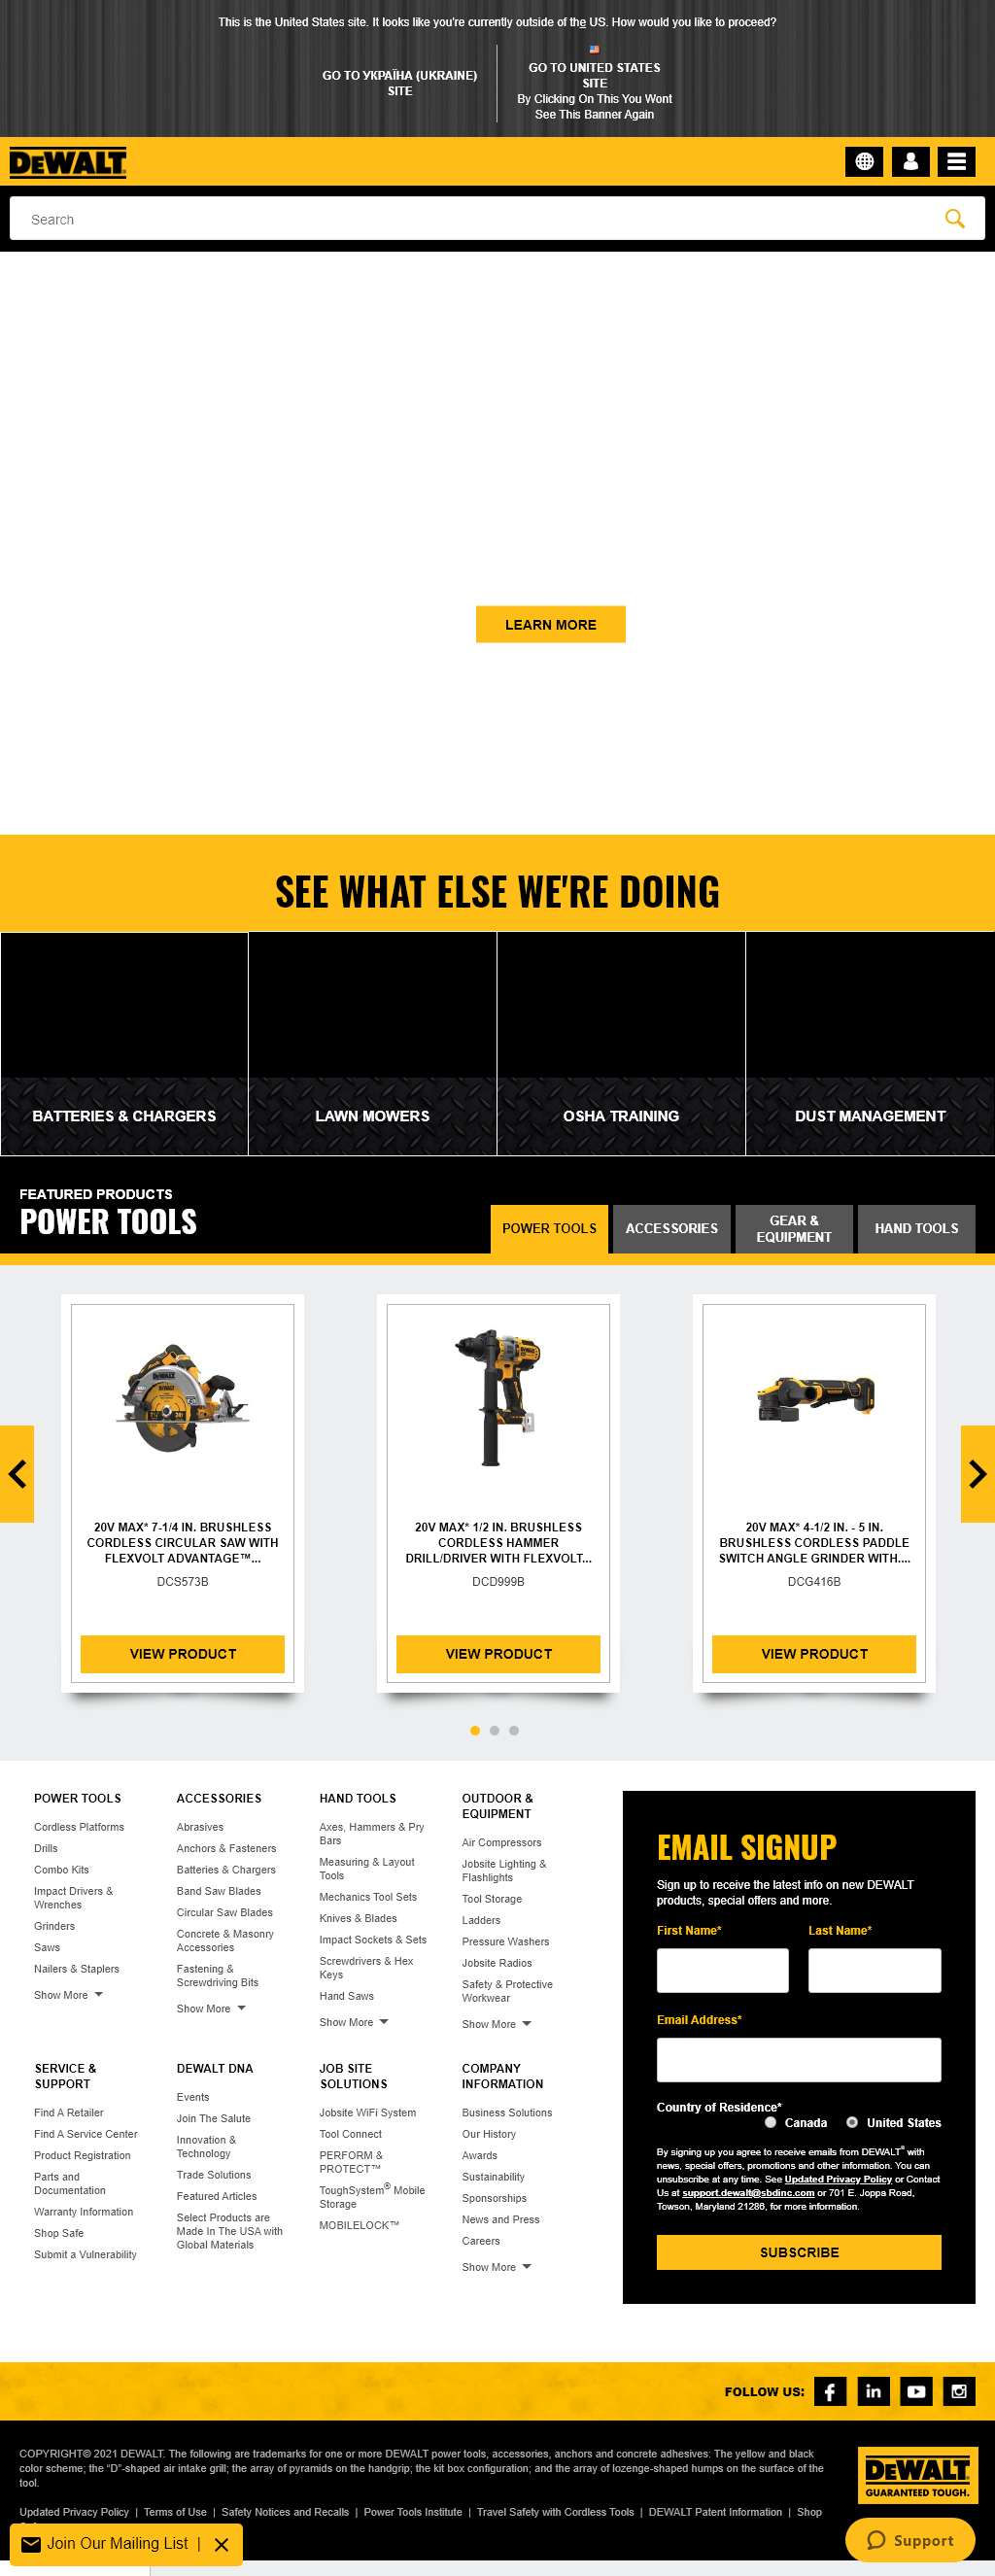 This is the United States site. It looks like you're currently outside of the US. How would you like to proceed?
GO TO УКРАЇНА (UKRAINE)
SITE
GO TO UNITED STATES
SITE
By Clicking On This You Wont
See This Banner Again
DEWALT
Search
LEARN MORE
SEE WHAT ELSE WE'RE DOING
BATTERIES & CHARGERS
LAWN MOWERS
OSHA TRAINING
DUST MANAGEMENT
FEATURED PRODUCTS
POWER TOOLS
POWER TOOLS
ACCESSORIES
GEAR &
EQUIPMENT
HAND TOOLS
20V MAX* 7-1/4 IN. BRUSHLESS
CORDLESS CIRCULAR SAW WITH
FLEXVOLT ADVANTAGE™...
DCS573B
VIEW PRODUCT
20V MAX* 1/2 IN. BRUSHLESS
CORDLESS HAMMER
DRILL/DRIVER WITH FLEXVOLT...
DCD999B
VIEW PRODUCT
20V MAX* 4-1/2 IN. - 5 IN.
BRUSHLESS CORDLESS PADDLE
SWITCH ANGLE GRINDER WITH....
DCG416B
VIEW PRODUCT
POWER TOOLS
Cordless Platforms
Drills
Combo Kits
Impact Drivers &
Wrenches
Grinders
Saws
Nailers & Staplers
Show More
ACCESSORIES
Abrasives
Anchors & Fasteners
Batteries & Chargers
Band Saw Blades
Circular Saw Blades
Concrete & Masonry
Accessories
Fastening &
Screwdriving Bits
Show More
HAND TOOLS
Axes, Hammers & Pry
Bars
Measuring & Layout
Tools
Mechanics Tool Sets
Knives & Blades
Impact Sockets & Sets
Screwdrivers & Hex
Keys
Hand Saws
Show More
OUTDOOR &
EQUIPMENT
Air Compressors
Jobsite Lighting &
Flashlights
Tool Storage
Ladders
Pressure Washers
Jobsite Radios
Safety & Protective
Workwear
Show More
SERVICE &
SUPPORT
Find A Retailer
Find A Service Center
Product Registration
Parts and
Documentation
Warranty Information
Shop Safe
Submit a Vulnerability
DEWALT DNA
Events
Join The Salute
Innovation &
Technology
Trade Solutions
Featured Articles
Select Products are
Made In The USA with
Global Materials
JOB SITE
SOLUTIONS
Jobsite WiFi System
Tool Connect
PERFORM &
PROTECT™
ToughSystem® Mobile
Storage
MOBILELOCK™
COMPANY
INFORMATION
Business Solutions
Our History
Awards
Sustainability
Sponsorships
News and Press
Careers
Show More
EMAIL SIGNUP
Sign up to receive the latest info on new DEWALT
products, special offers and more.
First Name*
Last Name*
Email Address*
Country of Residence*
Canada
United States
By signing up you agree to receive emails from DEWALT® with
news, special offers, promotions and other information. You can
unsubscribe at any time. See Updated Privacy Policy or Contact
Us at support.dewalt@sbdinc.com or 701 E. Joppa Road,
Towson, Maryland 21286, for more information.
SUBSCRIBE
FOLLOW US:
COPYRIGHT© 2021 DEWALT. The following are trademarks for one or more DEWALT power tools, accessories, anchors and concrete adhesives: The yellow and black
color scheme; the "D"-shaped air intake grill; the array of pyramids on the handgrip; the kit box configuration; and the array of lozenge-shaped humps on the surface of the
tool.
DEWALT
GUARANTEED TOUGH.
Updated Privacy Policy | Terms of Use | Safety Notices and Recalls | Power Tools Institute | Travel Safety with Cordless Tools | DEWALT Patent Information | Shop
Join Our Mailing List |
Support